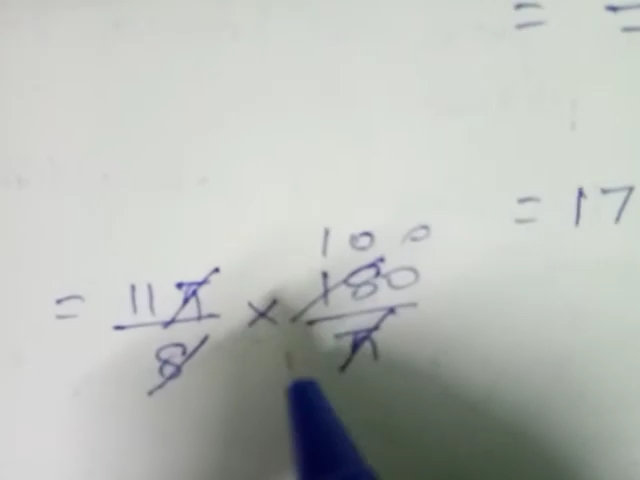 =
= 17
100
= 11π/8 × 180/π